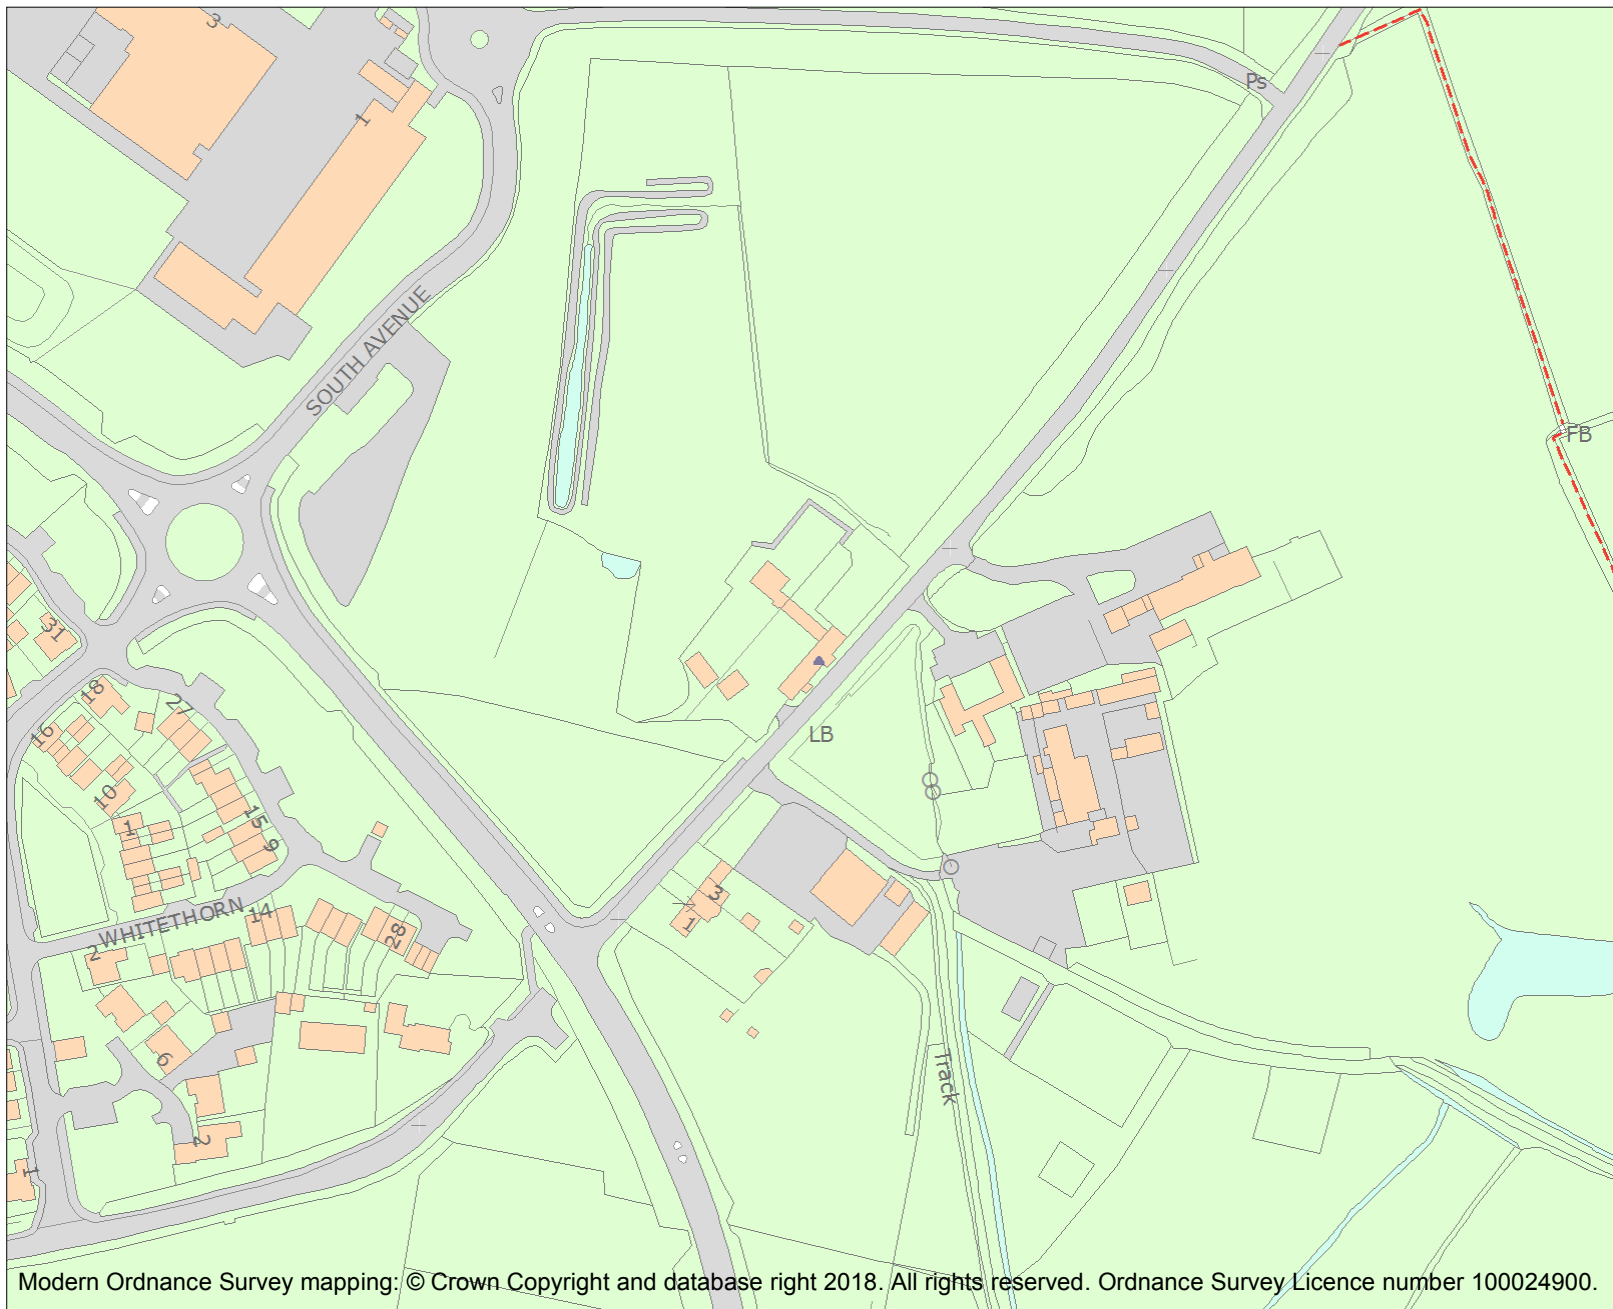 3
1
Ps
SOUTH AVENUE
FB
31
18
27
16
LB
10
15
1
9
3
1
14
WHITETHORN
28
2
6
Track
2
1
Modern Ordnance Survey mapping: © Crown Copyright and database right 2018. All rights reserved. Ordnance Survey Licence number 100024900.